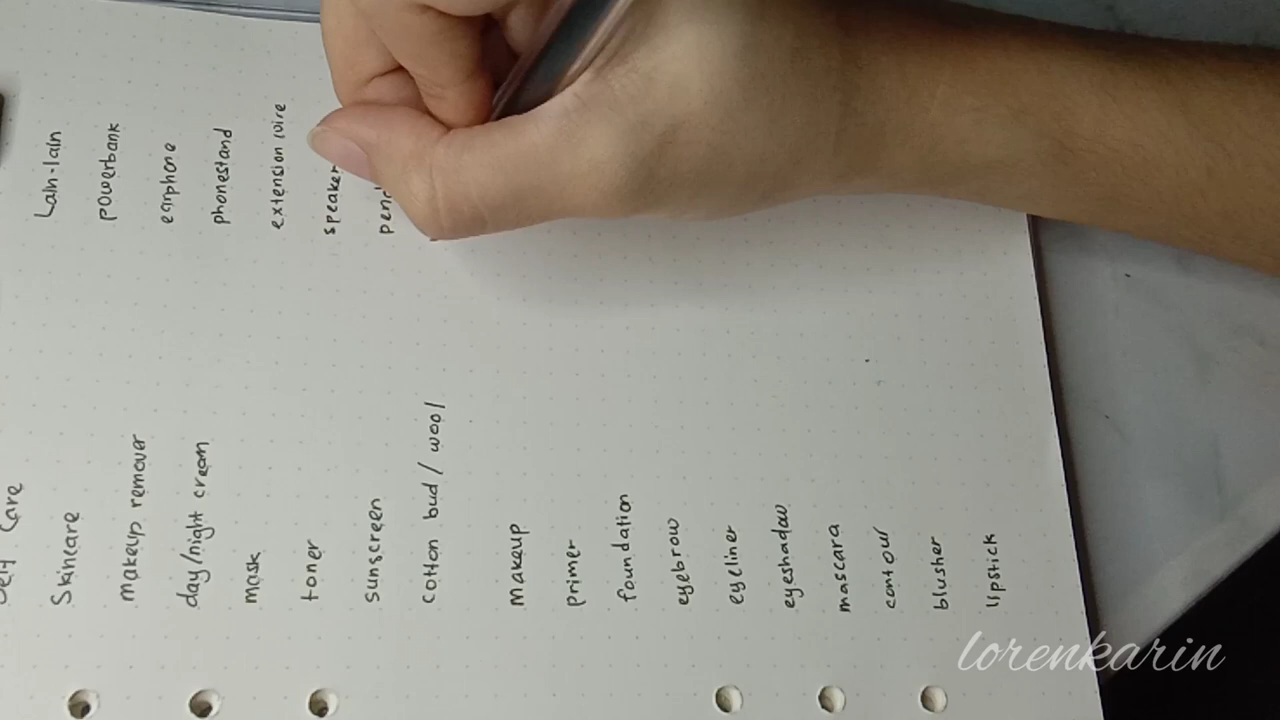 Self Care
Skincare
makeup remover
day/night cream
mask
toner
sunscreen
cotton bud / wool
Makeup
primer
foundation
eyebrow
eyeliner
eyeshadow
mascara
contour
blusher
lipstick
Lain-lain
powerbank
earphone
phonestand
extension wire
speaker
lorenkarin